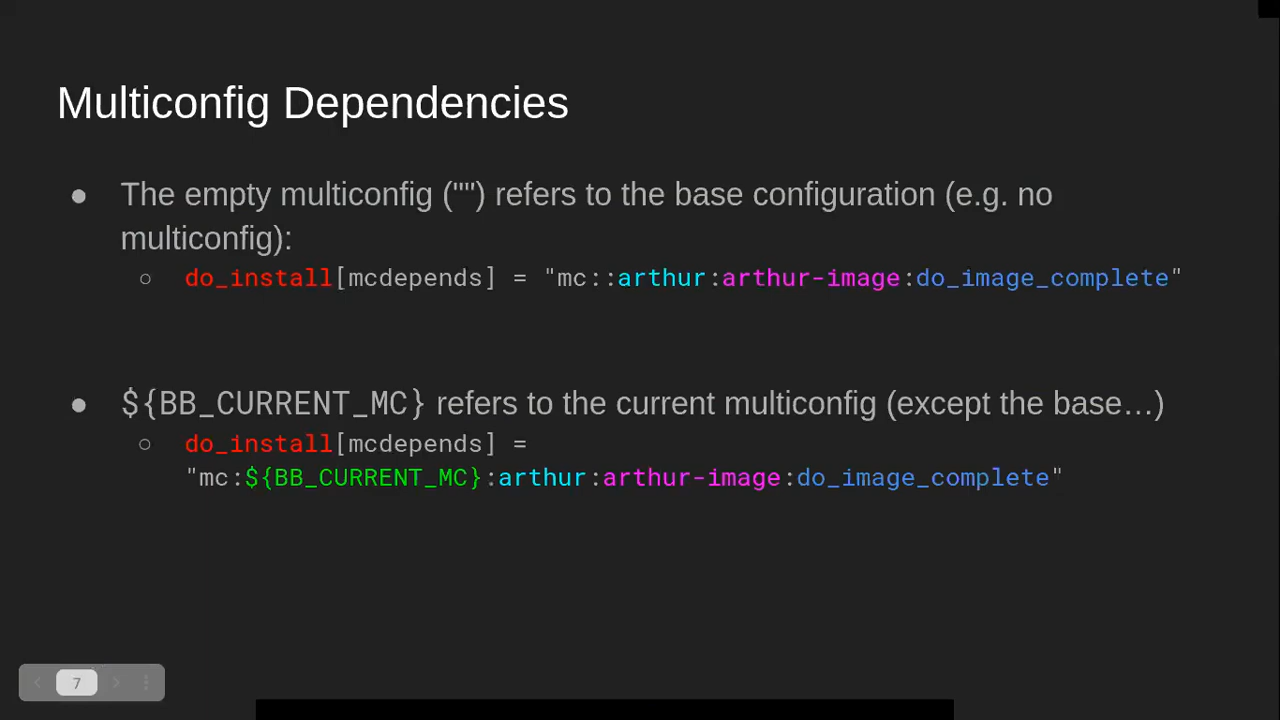 Multiconfig Dependencies
● The empty multiconfig ("") refers to the base configuration (e.g. no
multiconfig):
○ do_install[mcdepends] = "mc::arthur:arthur-image:do_image_complete"
● ${BB_CURRENT_MC} refers to the current multiconfig (except the base…)
○ do_install[mcdepends] =
"mc:${BB_CURRENT_MC}:arthur:arthur-image:do_image_complete"
7